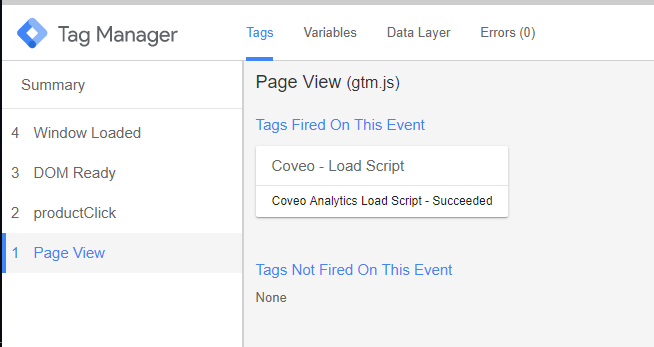 Tag Manager
Tags Variables Data Layer Errors (0)
Summary
4 Window Loaded
3 DOM Ready
2 productClick
1 Page View
Page View (gtm.js)
Tags Fired On This Event
Coveo - Load Script
Coveo Analytics Load Script - Succeeded
Tags Not Fired On This Event
None